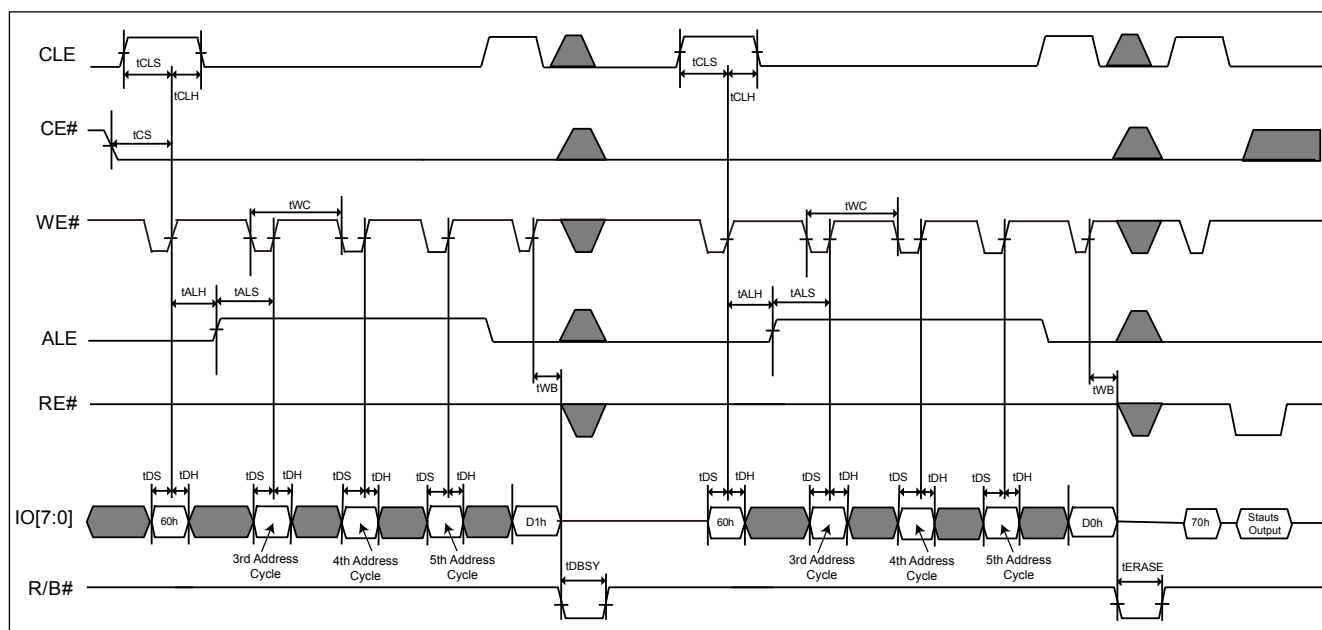 CLE
tCLS
tCLH
tCLS
tCLH
CE#
tCS
WE#
tWC
tWC
tALH
tALS
tALH
tALS
ALE
tWB
tWB
RE#
tDS
tDH
tDS
tDH
tDS
tDH
tDS
tDH
tDS
tDH
tDS
tDH
tDS
tDH
tDS
tDH
IO[7:0]
60h
D1h
60h
D0h
70h
Stauts
Output
3rd Address
Cycle
4th Address
Cycle
5th Address
Cycle
3rd Address
Cycle
4th Address
Cycle
5th Address
Cycle
tDBSY
tERASE
R/B#